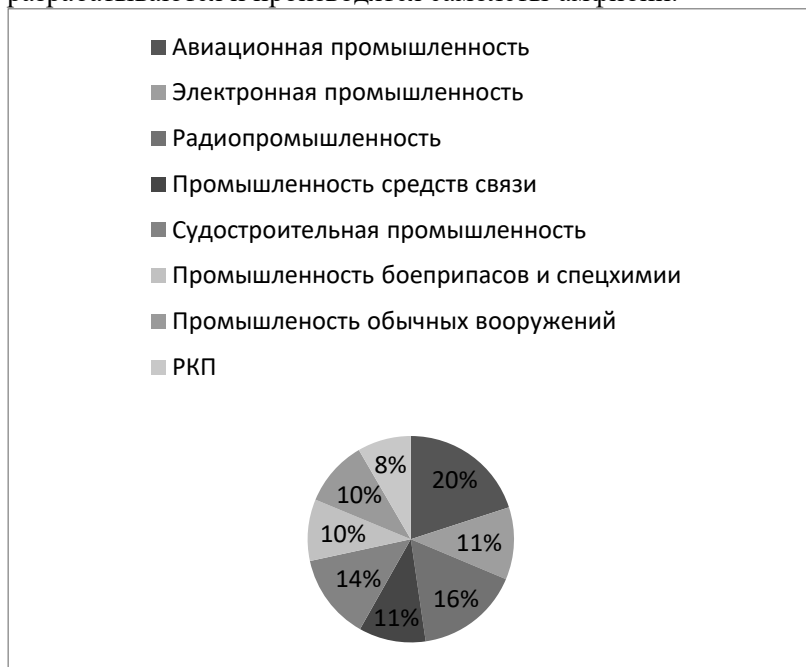 Авиационная промышленность
Электронная промышленность
Радиопромышленность
Промышленность средств связи
Судостроительная промышленность
Промышленность боеприпасов и спецхимии
Промышленость обычных вооружений
РКП
20%
11%
16%
11%
14%
10%
10%
8%